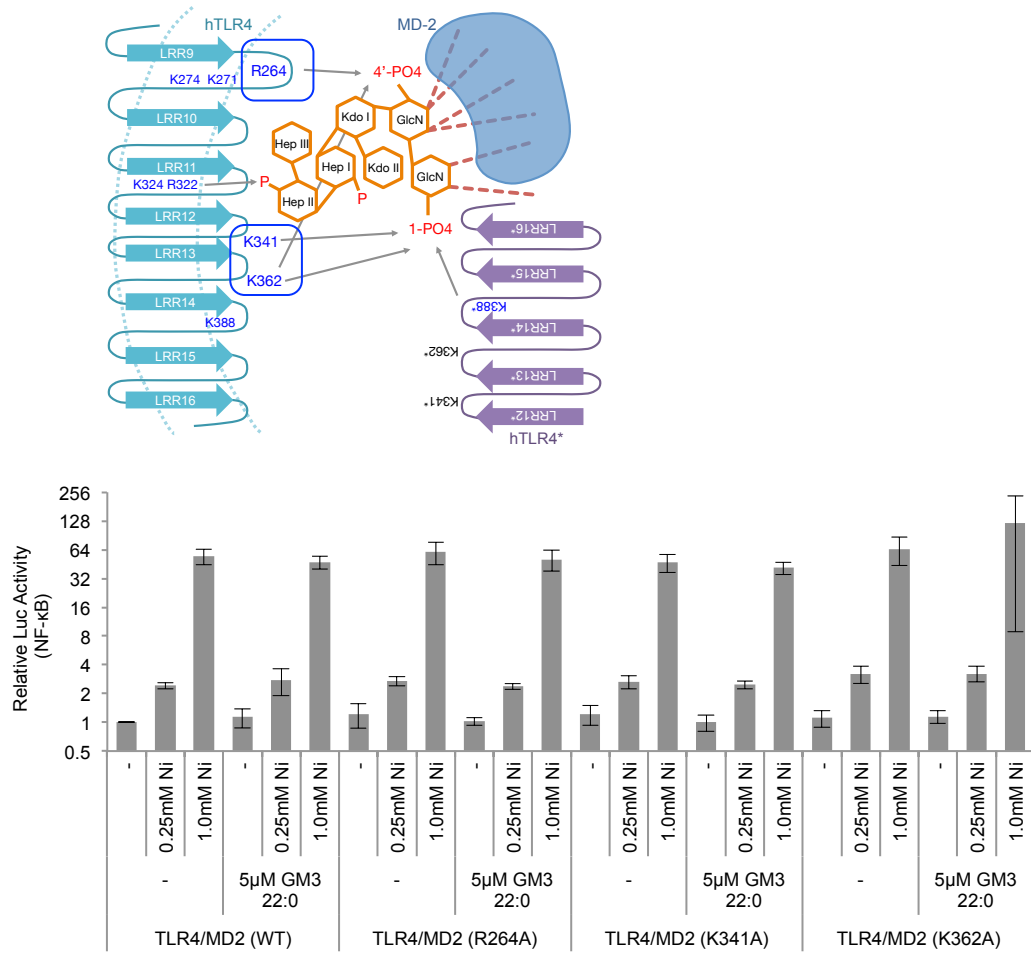 hTLR4
MD-2
LRR9
K274 K271
R264
4'-PO4
LRR10
Kdo I
GlcN
Hep III
LRR11
Hep I
Kdo II
GlcN
K324 R322
P
Hep II
P
LRR12
K341
1-PO4
LRR16*
LRR13
K362
LRR15*
LRR14
K388
K388*
LRR14*
LRR15
K362*
LRR13*
LRR16
K341*
LRR12*
hTLR4*
Relative Luc Activity
(NF-κB)
256
128
64
32
16
8
4
2
1
0.5
- 0.25mM Ni 1.0mM Ni - 0.25mM Ni 1.0mM Ni - 0.25mM Ni 1.0mM Ni - 0.25mM Ni 1.0mM Ni - 0.25mM Ni 1.0mM Ni - 0.25mM Ni 1.0mM Ni - 0.25mM Ni 1.0mM Ni - 0.25mM Ni 1.0mM Ni
- 5µM GM3 - 5µM GM3 - 5µM GM3 - 5µM GM3
22:0 22:0 22:0 22:0
TLR4/MD2 (WT) TLR4/MD2 (R264A) TLR4/MD2 (K341A) TLR4/MD2 (K362A)